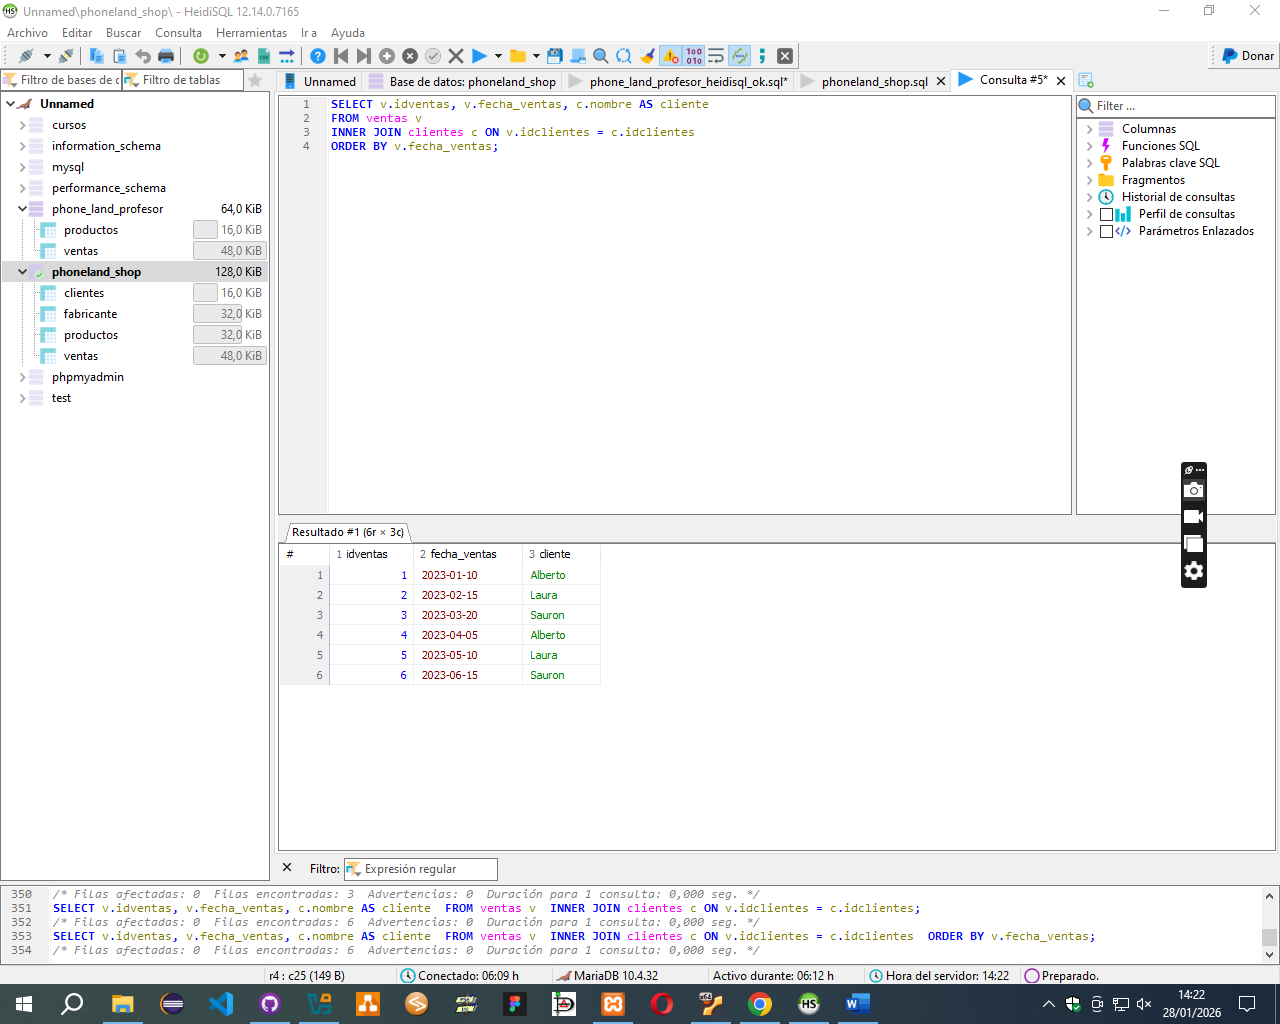 Unnamed\phoneland_shop\ - HeidiSQL 12.14.0.7165
Archivo Editar Buscar Consulta Herramientas Ir a Ayuda
Donar
Filtro de bases de d Filtro de tablas
Unnamed Base de datos: phoneland_shop phone_land_profesor_heidisql_ok.sql* phoneland_shop.sql Consulta #5*
Unnamed
cursos
information_schema
mysql
performance_schema
phone_land_profesor 64,0 KiB
productos 16,0 KiB
ventas 48,0 KiB
phoneland_shop 128,0 KiB
clientes 16,0 KiB
fabricante 32,0 KiB
productos 32,0 KiB
ventas 48,0 KiB
phpmyadmin
test
1 SELECT v.idventas, v.fecha_ventas, c.nombre AS cliente
2 FROM ventas v
3 INNER JOIN clientes c ON v.idclientes = c.idclientes
4 ORDER BY v.fecha_ventas;
Filter ...
Columnas
Funciones SQL
Palabras clave SQL
Fragmentos
Historial de consultas
Perfil de consultas
Parámetros Enlazados
Resultado #1 (6r × 3c)
# 1 idventas 2 fecha_ventas 3 cliente
1 1 2023-01-10 Alberto
2 2 2023-02-15 Laura
3 3 2023-03-20 Sauron
4 4 2023-04-05 Alberto
5 5 2023-05-10 Laura
6 6 2023-06-15 Sauron
Filtro: Expresión regular
350 /* Filas afectadas: 0 Filas encontradas: 3 Advertencias: 0 Duración para 1 consulta: 0,000 seg. */
351 SELECT v.idventas, v.fecha_ventas, c.nombre AS cliente FROM ventas v INNER JOIN clientes c ON v.idclientes = c.idclientes;
352 /* Filas afectadas: 0 Filas encontradas: 6 Advertencias: 0 Duración para 1 consulta: 0,000 seg. */
353 SELECT v.idventas, v.fecha_ventas, c.nombre AS cliente FROM ventas v INNER JOIN clientes c ON v.idclientes = c.idclientes ORDER BY v.fecha_ventas;
354 /* Filas afectadas: 0 Filas encontradas: 6 Advertencias: 0 Duración para 1 consulta: 0,000 seg. */
r4 : c25 (149 B) Conectado: 06:09 h MariaDB 10.4.32 Activo durante: 06:12 h Hora del servidor: 14:22 Preparado.
14:22
28/01/2026